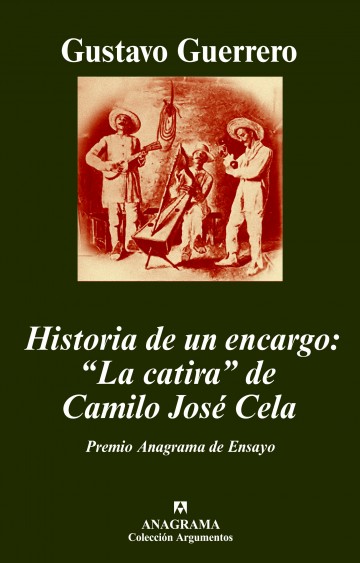 Gustavo Guerrero
Historia de un encargo:
“La catira” de
Camilo José Cela
Premio Anagrama de Ensayo
ANAGRAMA
Colección Argumentos